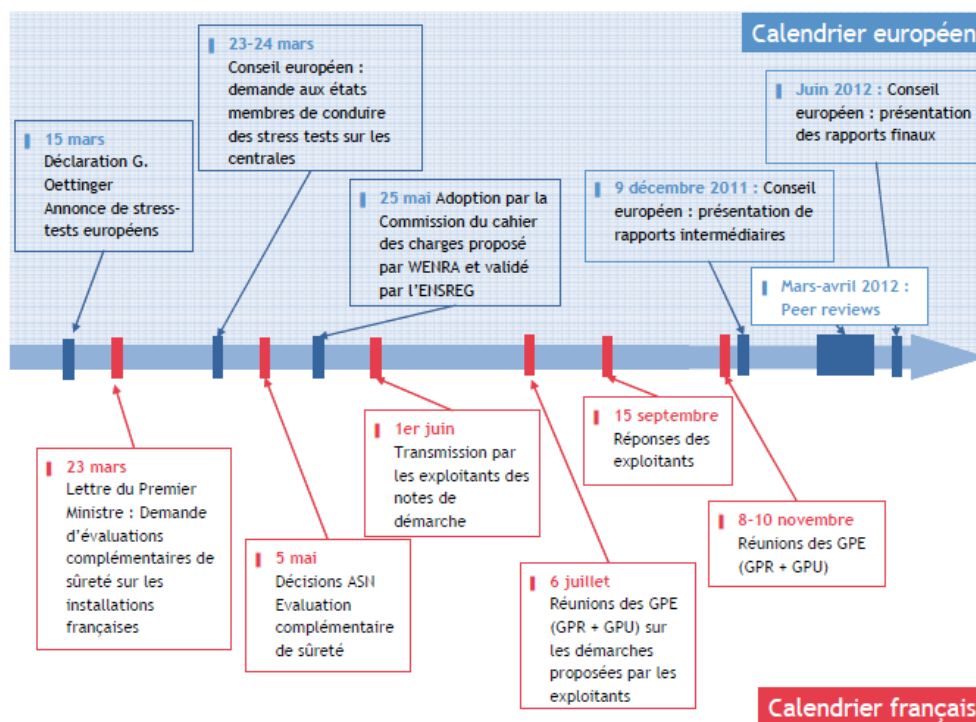 Calendrier européen
23-24 mars
Conseil européen :
demande aux états
membres de conduire
des stress tests sur les
centrales
Juin 2012 : Conseil
européen : présentation
des rapports finaux
15 mars
Déclaration G.
Oettinger
Annonce de stress-
tests européens
25 mai Adoption par la
Commission du cahier
des charges proposé
par WENRA et validé
par l'ENSREG
9 décembre 2011 : Conseil
européen : présentation de
rapports intermédiaires
Mars-avril 2012 :
Peer reviews
23 mars
Lettre du Premier
Ministre : Demande
d'évaluations
complémentaires de
sûreté sur les
installations
françaises
5 mai
Décisions ASN
Evaluation
complémentaire
de sûreté
1er juin
Transmission par
les exploitants des
notes de
démarche
6 juillet
Réunions des GPE
(GPR + GPU) sur
les démarches
proposées par les
exploitants
15 septembre
Réponses des
exploitants
8-10 novembre
Réunions des GPE
(GPR + GPU)
Calendrier français